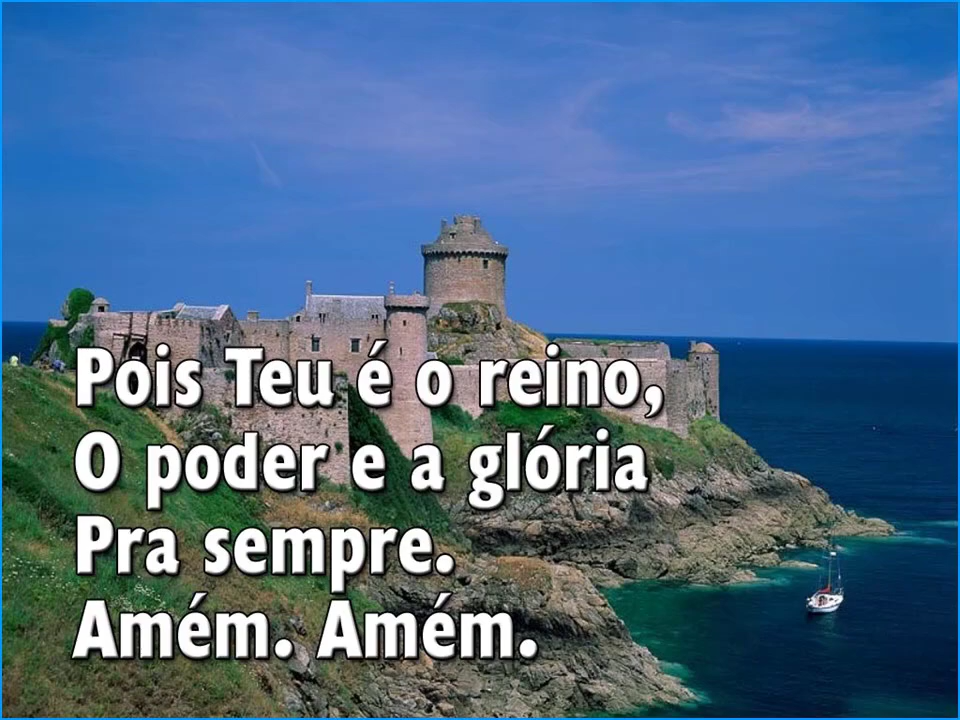 Pois Teu é o reino,
O poder e a glória
Pra sempre.
Amém. Amém.